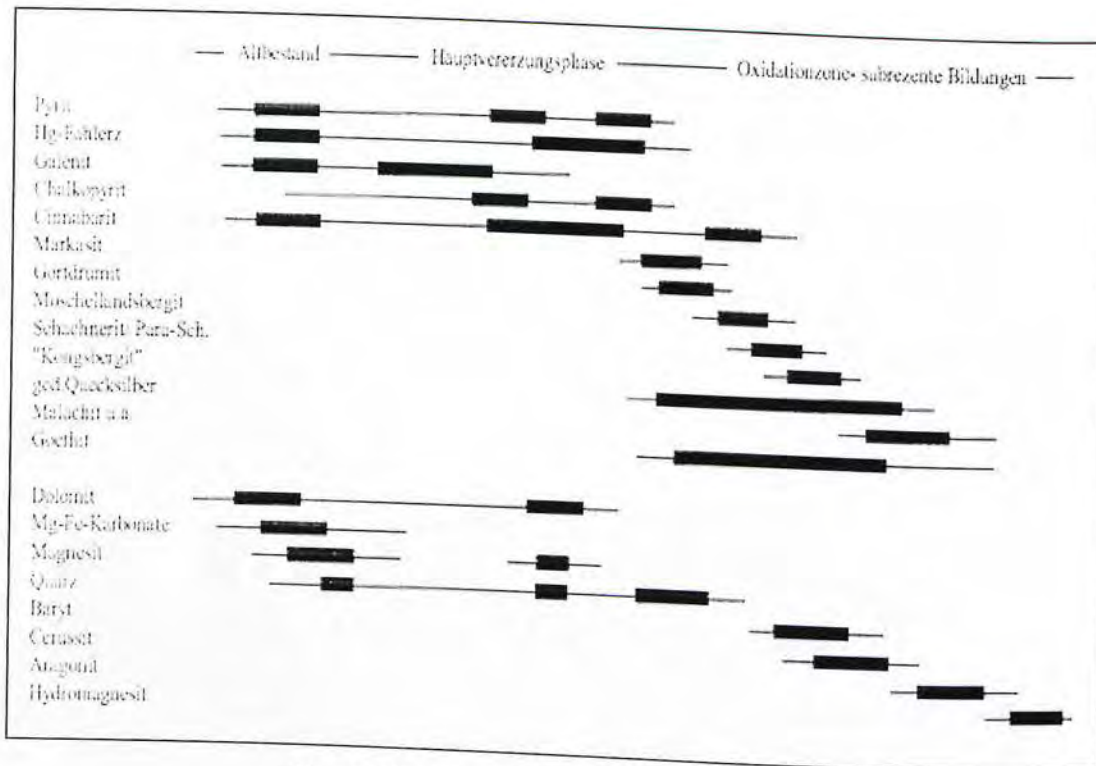 Altbestand
Hauptvererzungsphase
Oxidationzone- subrezente Bildungen
Pyrit
Hg-Fahlerz
Galenit
Chalkopyrit
Cinnabarit
Markasit
Gortdrumit
Moschellandsbergit
Schachnerit/ Para-Sch.
"Kongsbergit"
ged Quecksilber
Malachit u.a.
Goethit
Dolomit
Mg-Fe-Karbonate
Magnesit
Quarz
Baryt
Cerussit
Aragonit
Hydromagnesit